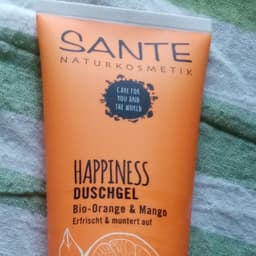 SANTE
NATURKOSMETIK
CARE FOR
YOU AND
THE WORLD
HAPPINESS
DUSCHGEL
Bio-Orange & Mango
Erfrischt & muntert auf